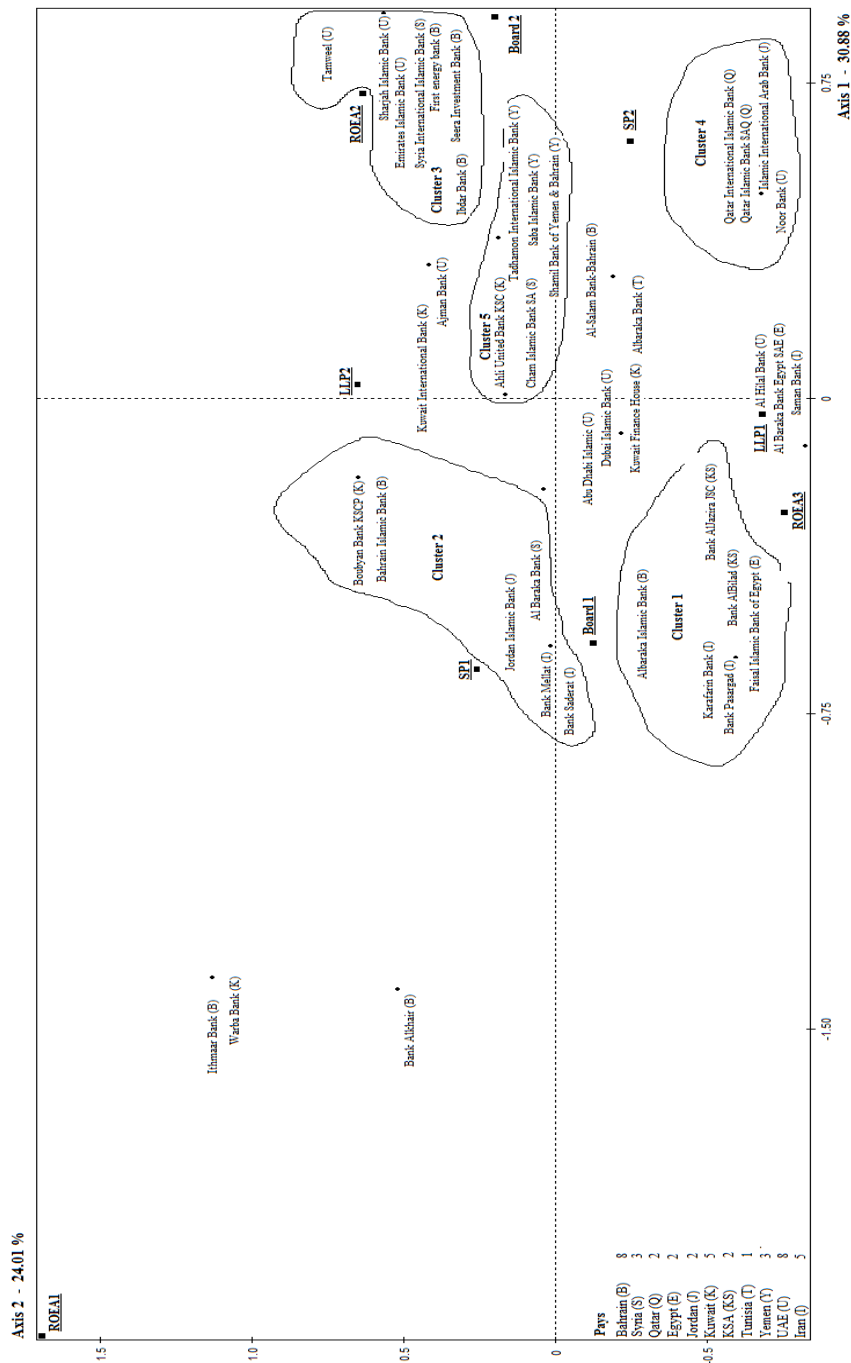 Axis 2 - 24.01 %
ROEA1
Ithmaar Bank (B)
Warba Bank (K)
Bank Alkhair (B)
LLP2
Boubyan Bank KSCP (K)
Bahrain Islamic Bank (B)
Cluster 2
SP1
Jordan Islamic Bank (J)
Al Baraka Bank (S)
Bank Mellat (I)
Bank Saderat (I)
Board 1
Albaraka Islamic Bank (B)
Cluster 1
Karafarin Bank (I)
Bank Pasargad (I)
Bank AlJazira JSC (KS)
Bank AlBilad (KS)
Faisal Islamic Bank of Egypt (E)
ROEA3
Tamweel (U)
ROEA2
Sharjah Islamic Bank (U)
Emirates Islamic Bank (U)
Syria International Islamic Bank (S)
First energy bank (B)
Seera Investment Bank (B)
Cluster 3
Ibdar Bank (B)
Board 2
Kuwait International Bank (K)
Ajman Bank (U)
Cluster 5
Ahli United Bank KSC (K)
Tadhamon International Islamic Bank (Y)
Cham Islamic Bank SA (S)
Saba Islamic Bank (Y)
Shamil Bank of Yemen & Bahrain (Y)
SP2
Abu Dhabi Islamic (U)
Al-Salam Bank-Bahrain (B)
Dubai Islamic Bank (U)
Kuwait Finance House (K)
Albaraka Bank (T)
Cluster 4
Qatar International Islamic Bank (Q)
Qatar Islamic Bank SAQ (Q)
Islamic International Arab Bank (J)
Noor Bank (U)
LLP1
Al Hilal Bank (U)
Al Baraka Bank Egypt SAE (E)
Saman Bank (I)
1.5
1.0
0.5
0
-0.5
-1.50
-0.75
0
0.75
Axis 1 - 30.88 %
Pays
Bahrain (B) 8
Syria (S) 3
Qatar (Q) 2
Egypt (E) 2
Jordan (J) 2
Kuwait (K) 5
KSA (KS) 2
Tunisia (T) 1
Yemen (Y) 3
UAE (U) 8
Iran (I) 5